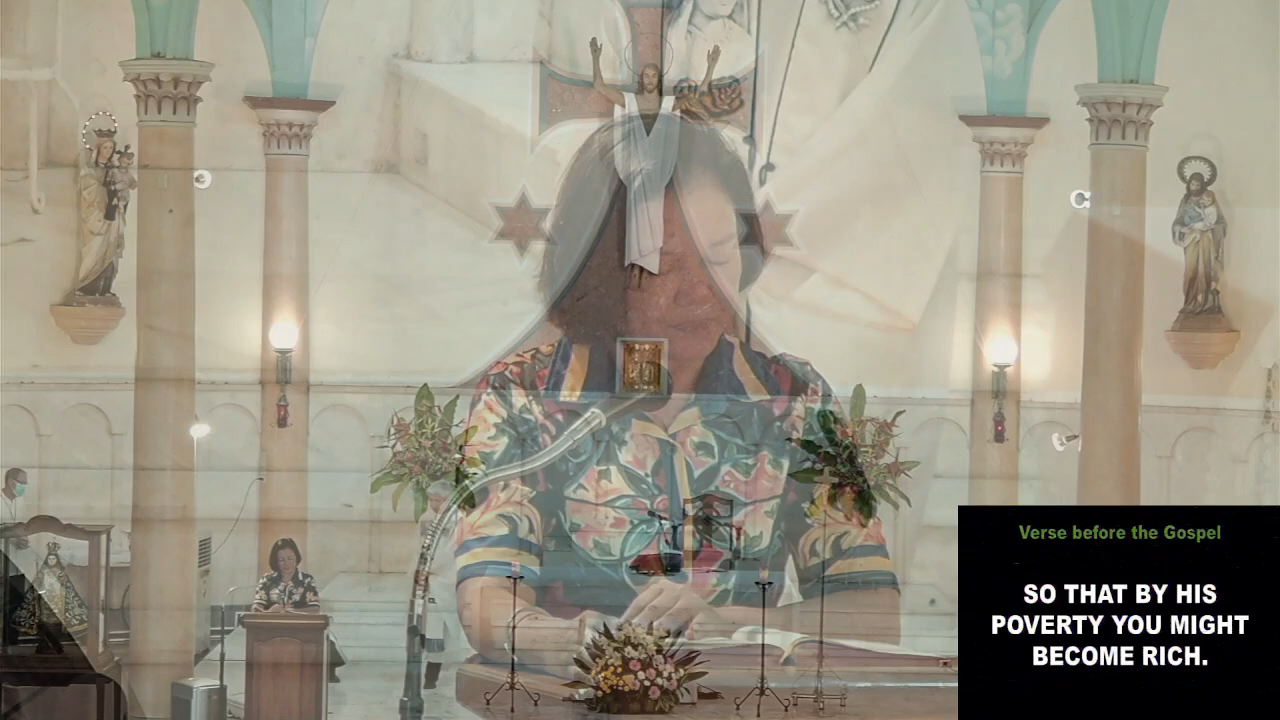 Verse before the Gospel
SO THAT BY HIS
POVERTY YOU MIGHT
BECOME RICH.